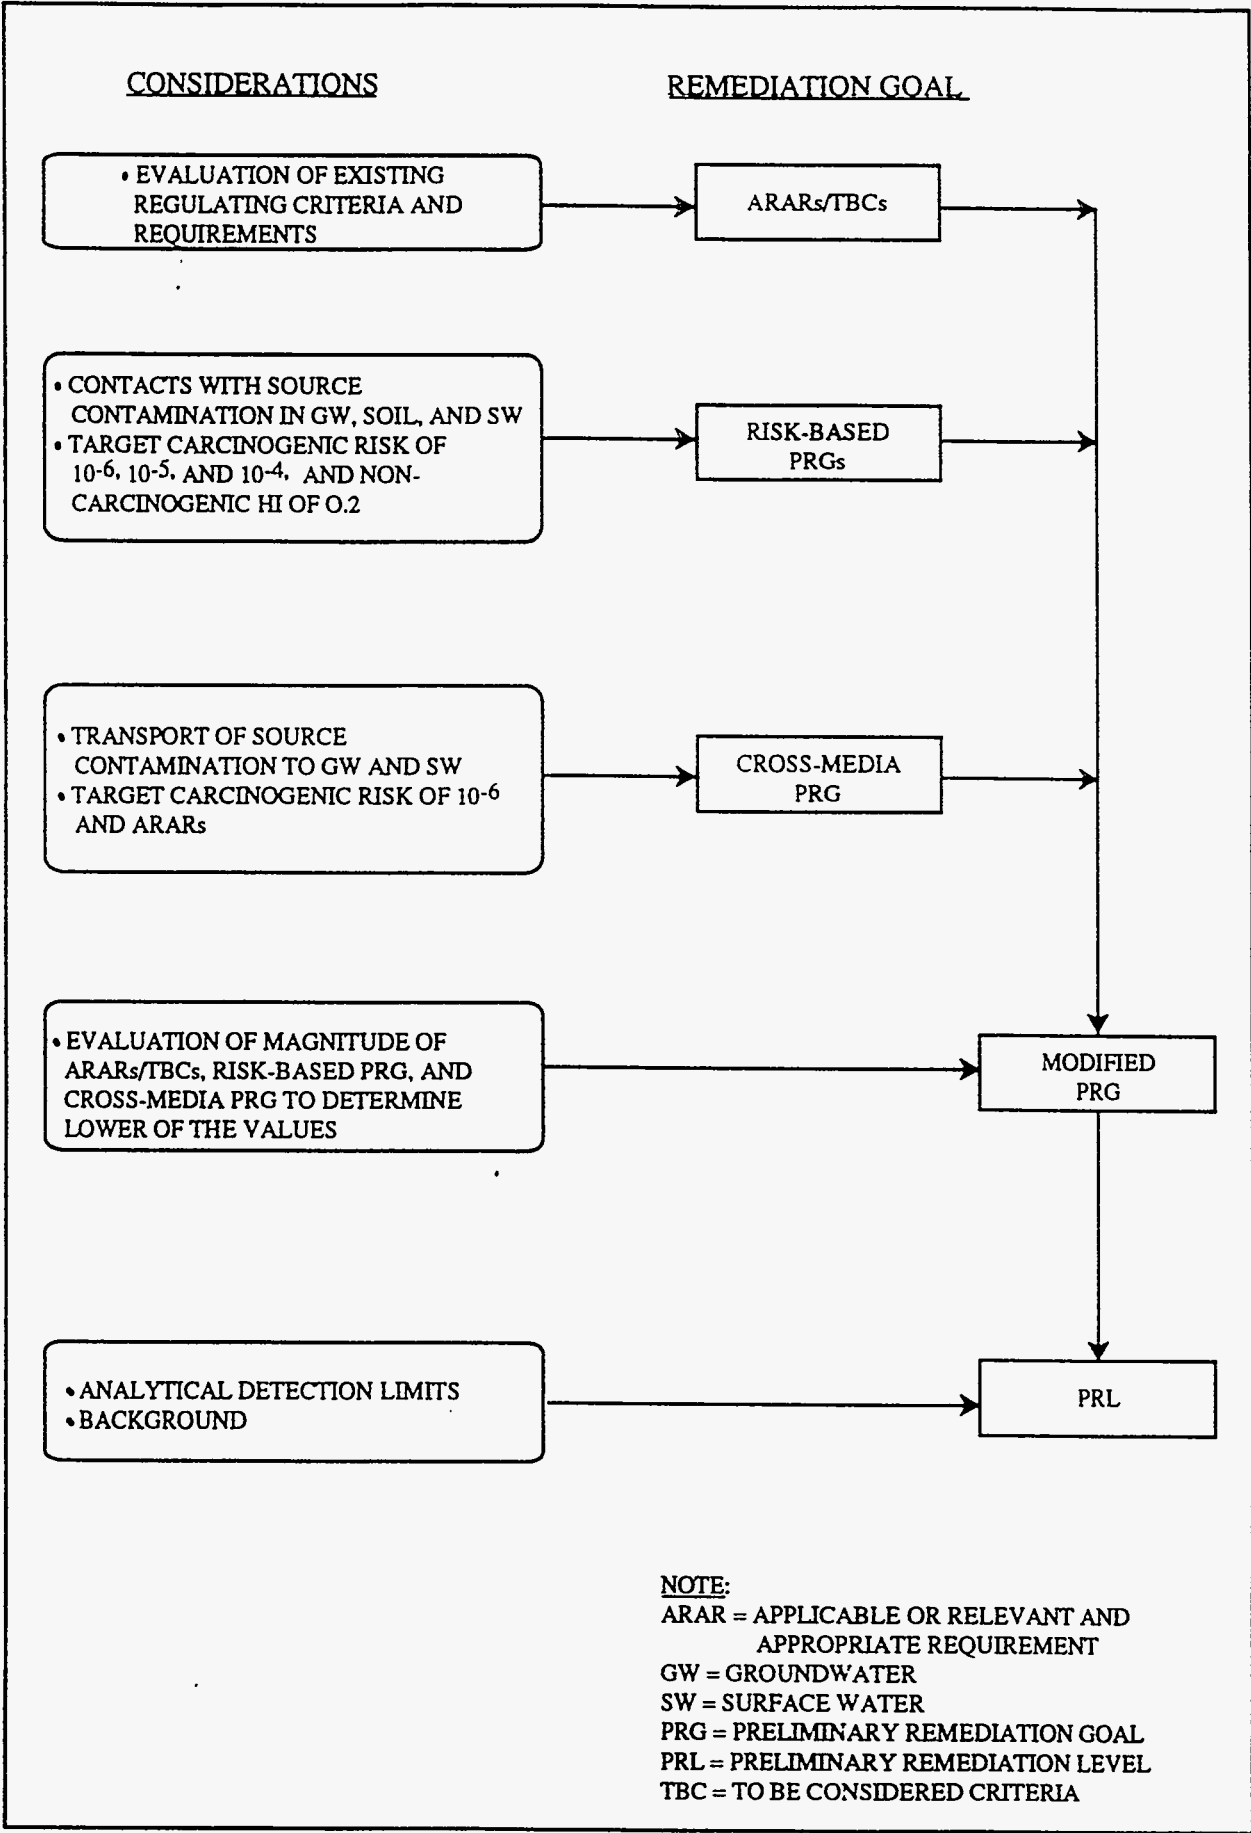 CONSIDERATIONS
REMEDIATION GOAL
• EVALUATION OF EXISTING
REGULATING CRITERIA AND
REQUIREMENTS
ARARs/TBCs
• CONTACTS WITH SOURCE
CONTAMINATION IN GW, SOIL, AND SW
• TARGET CARCINOGENIC RISK OF
10-6, 10-5, AND 10-4, AND NON-
CARCINOGENIC HI OF O.2
RISK-BASED
PRGs
• TRANSPORT OF SOURCE
CONTAMINATION TO GW AND SW
• TARGET CARCINOGENIC RISK OF 10-6
AND ARARs
CROSS-MEDIA
PRG
• EVALUATION OF MAGNITUDE OF
ARARs/TBCs, RISK-BASED PRG, AND
CROSS-MEDIA PRG TO DETERMINE
LOWER OF THE VALUES
MODIFIED
PRG
• ANALYTICAL DETECTION LIMITS
• BACKGROUND
PRL
NOTE:
ARAR = APPLICABLE OR RELEVANT AND
APPROPRIATE REQUIREMENT
GW = GROUNDWATER
SW = SURFACE WATER
PRG = PRELIMINARY REMEDIATION GOAL
PRL = PRELIMINARY REMEDIATION LEVEL
TBC = TO BE CONSIDERED CRITERIA